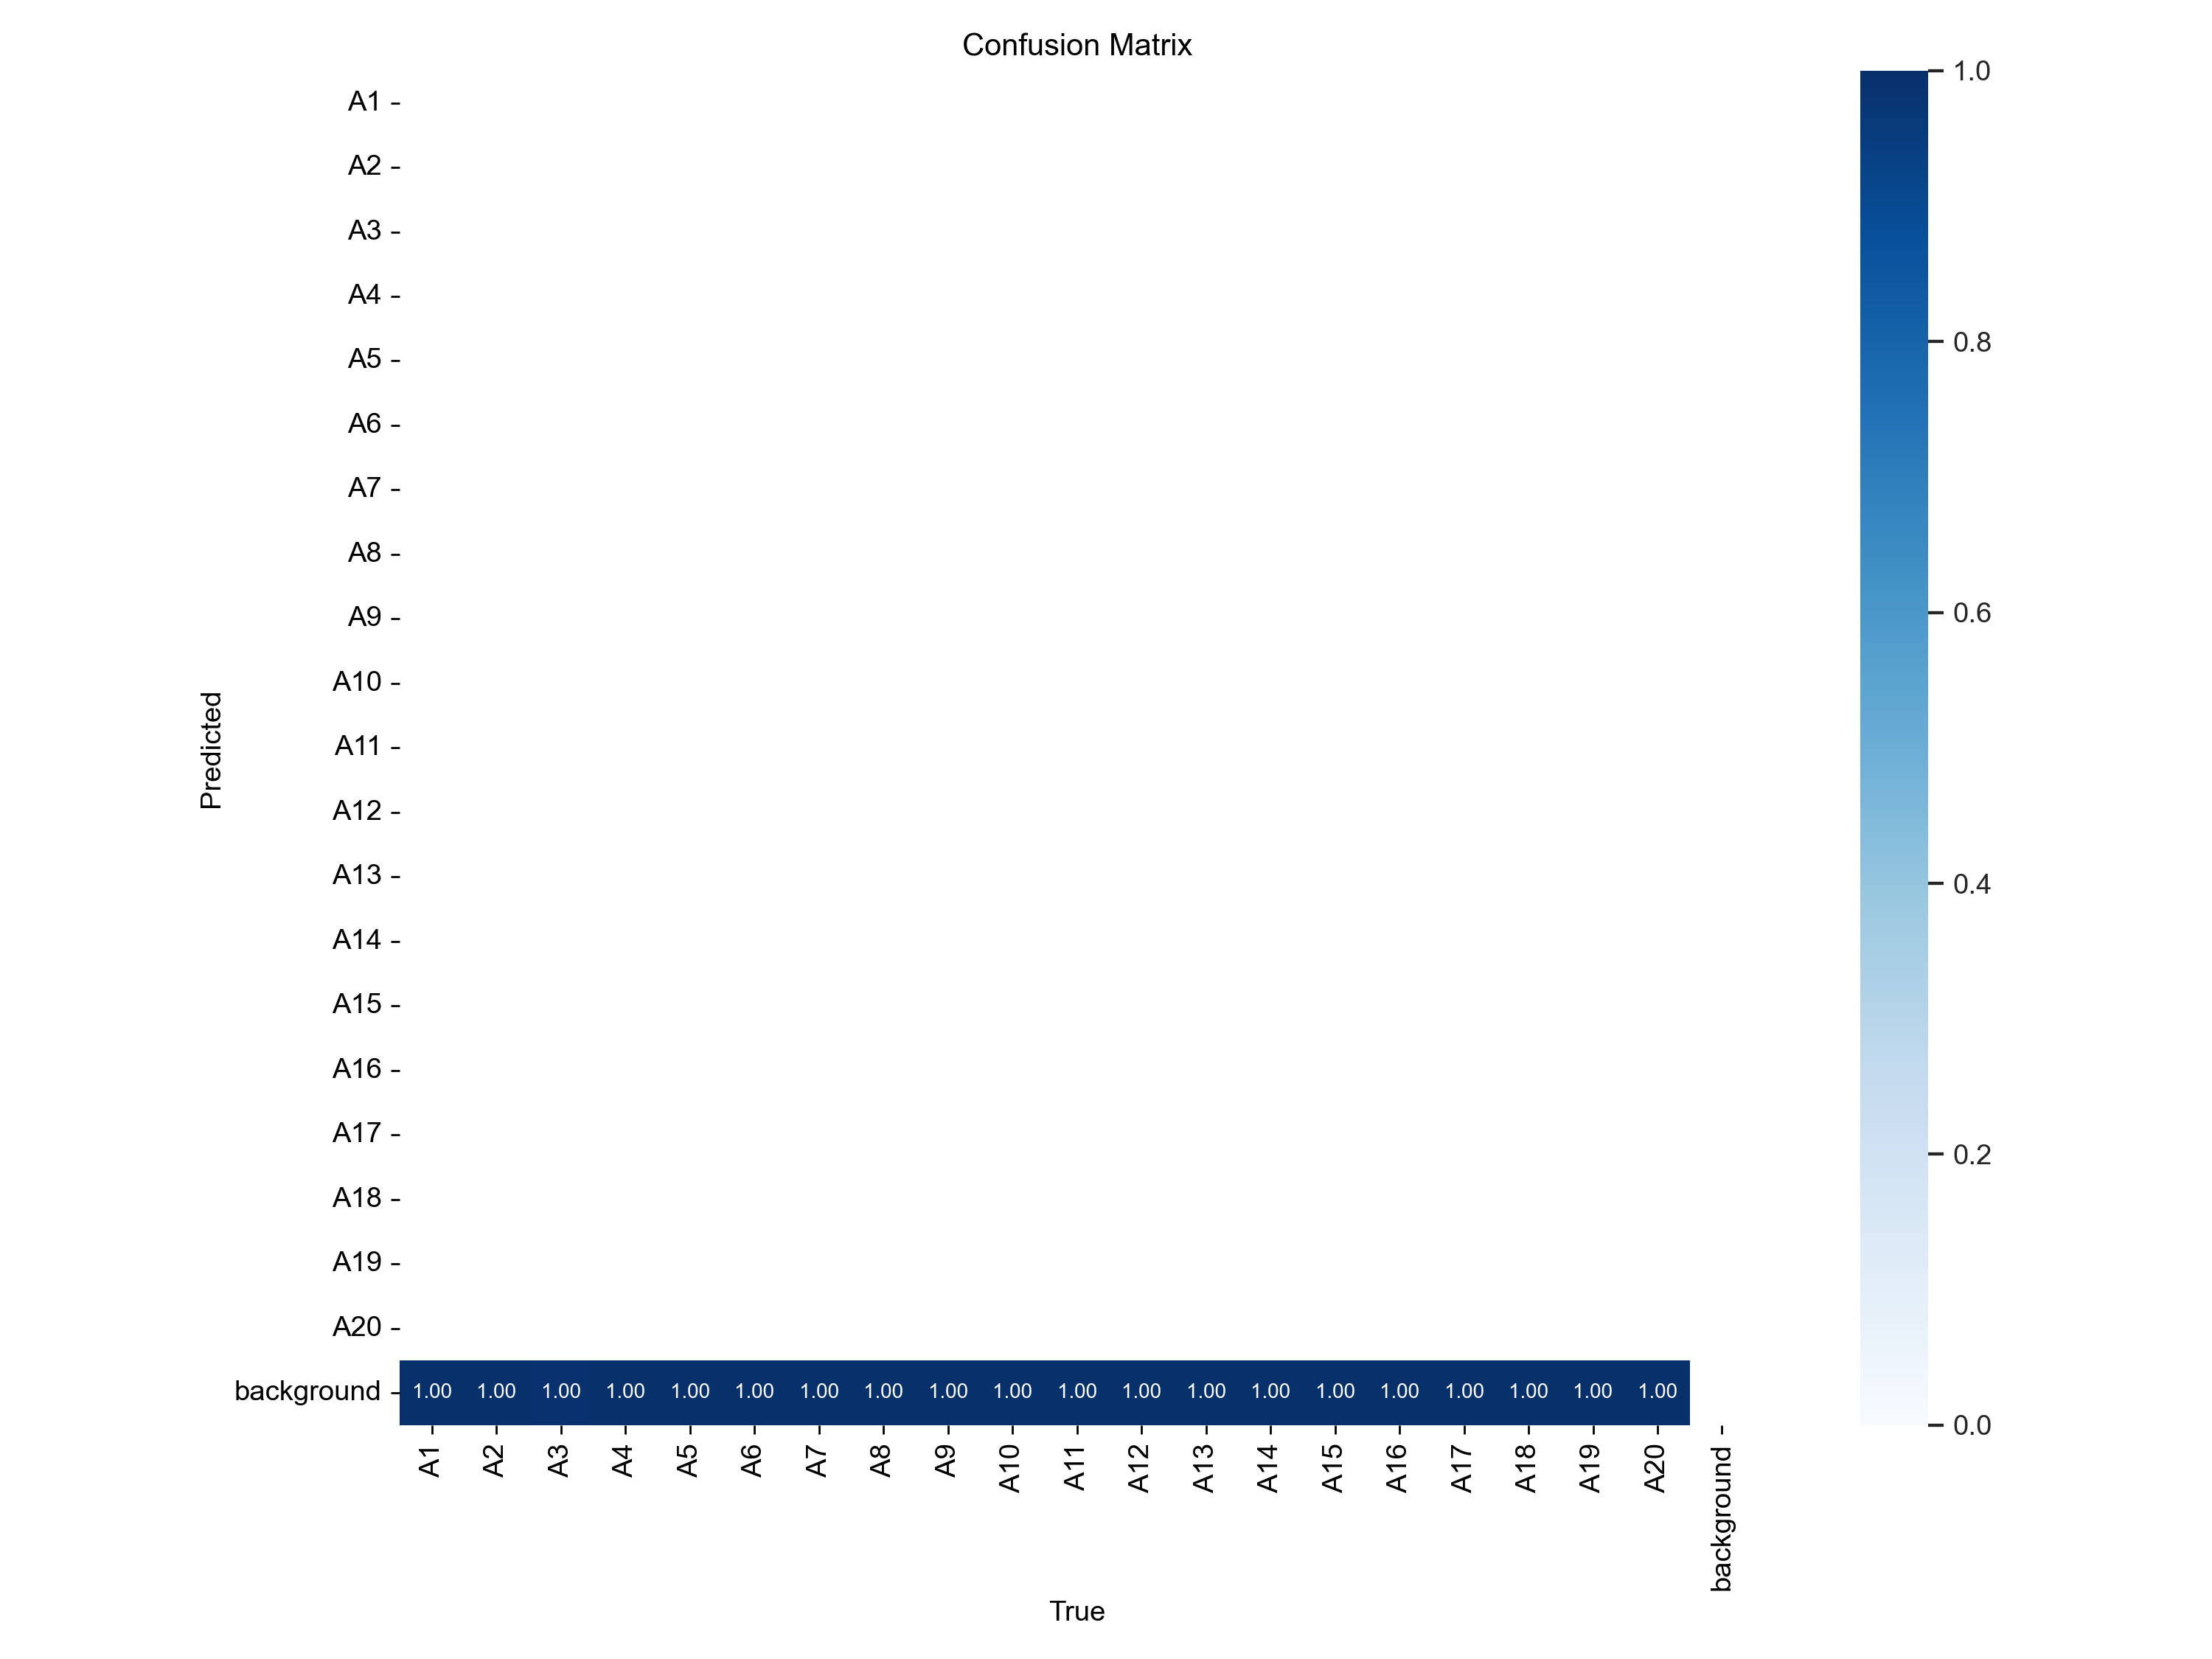 Confusion Matrix
A1
A2
A3
A4
A5
A6
A7
A8
A9
A10
A11
A12
A13
A14
A15
A16
A17
A18
A19
A20
background
Predicted
1.00 1.00 1.00 1.00 1.00 1.00 1.00 1.00 1.00 1.00 1.00 1.00 1.00 1.00 1.00 1.00 1.00 1.00 1.00 1.00
A1 A2 A3 A4 A5 A6 A7 A8 A9 A10 A11 A12 A13 A14 A15 A16 A17 A18 A19 A20 background
True
1.0
0.8
0.6
0.4
0.2
0.0